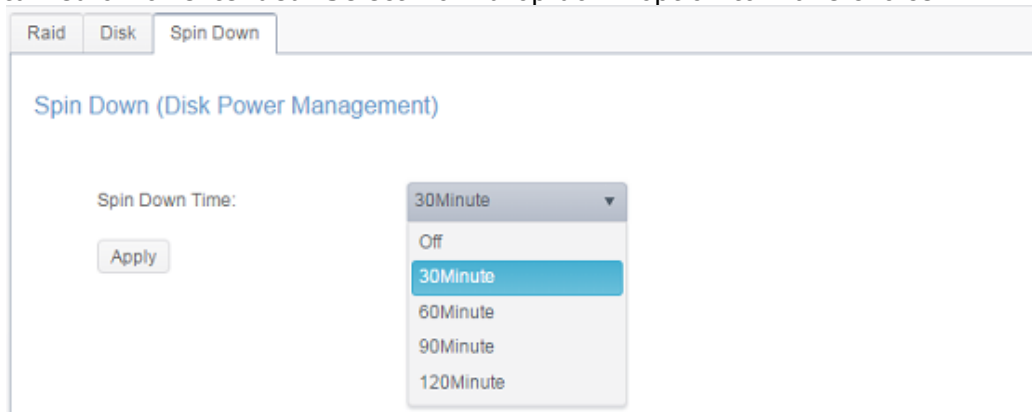 Raid Disk Spin Down
Spin Down (Disk Power Management)
Spin Down Time: 30Minute
Off
Apply
30Minute
60Minute
90Minute
120Minute